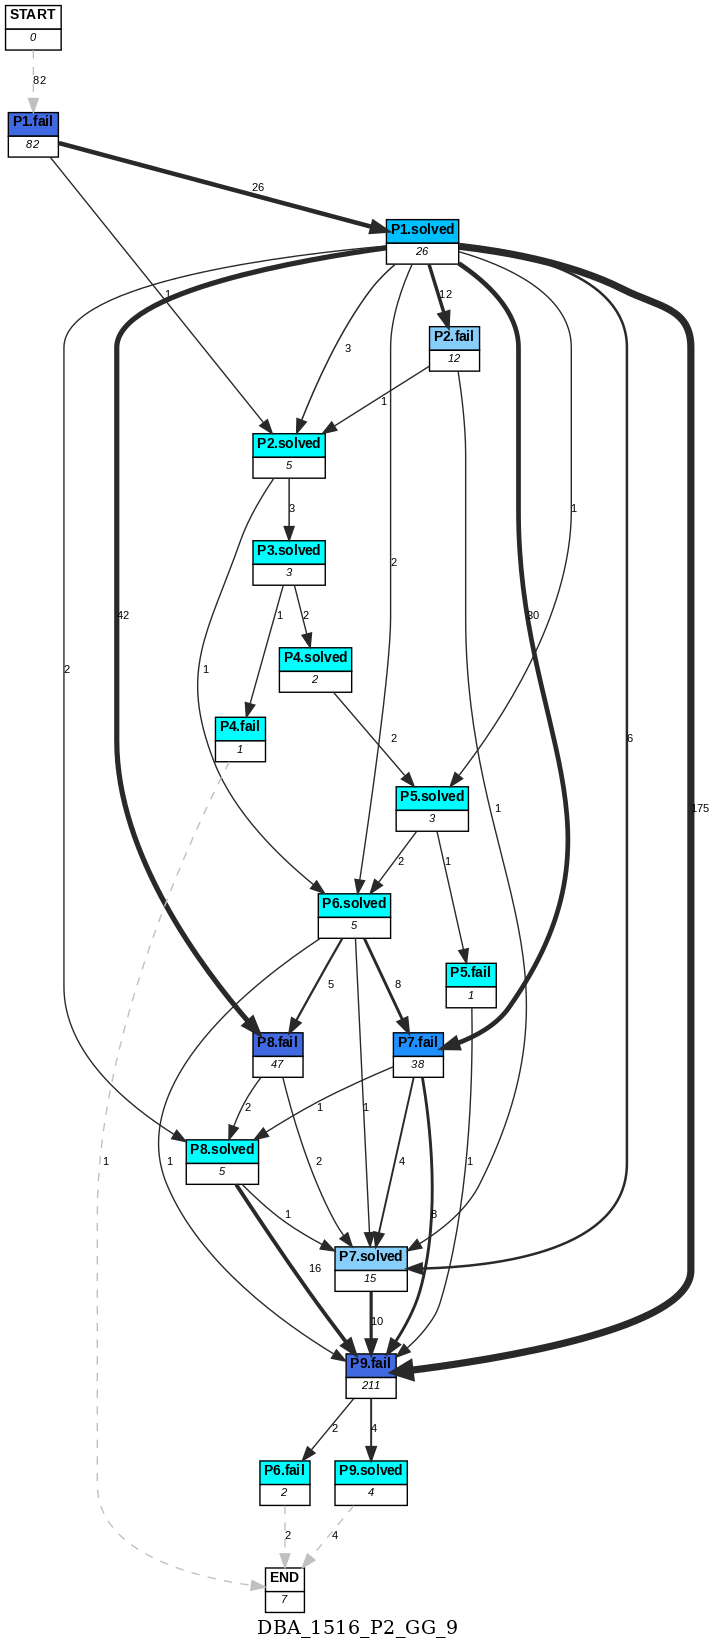 START
0
82
P1.fail
82
26
P1.solved
26
1
12
3
P2.fail
12
1
P2.solved
5
1
3
2
P3.solved
3
42
1
2
30
P4.solved
2
2
1
P4.fail
1
2
6
P5.solved
3
1
175
2
1
P6.solved
5
P5.fail
1
5
8
P8.fail
47
P7.fail
38
2
1
1
P8.solved
5
1
1
2
4
1
1
8
P7.solved
15
16
10
P9.fail
211
2
4
P6.fail
2
P9.solved
4
2
4
END
7
DBA_1516_P2_GG_9